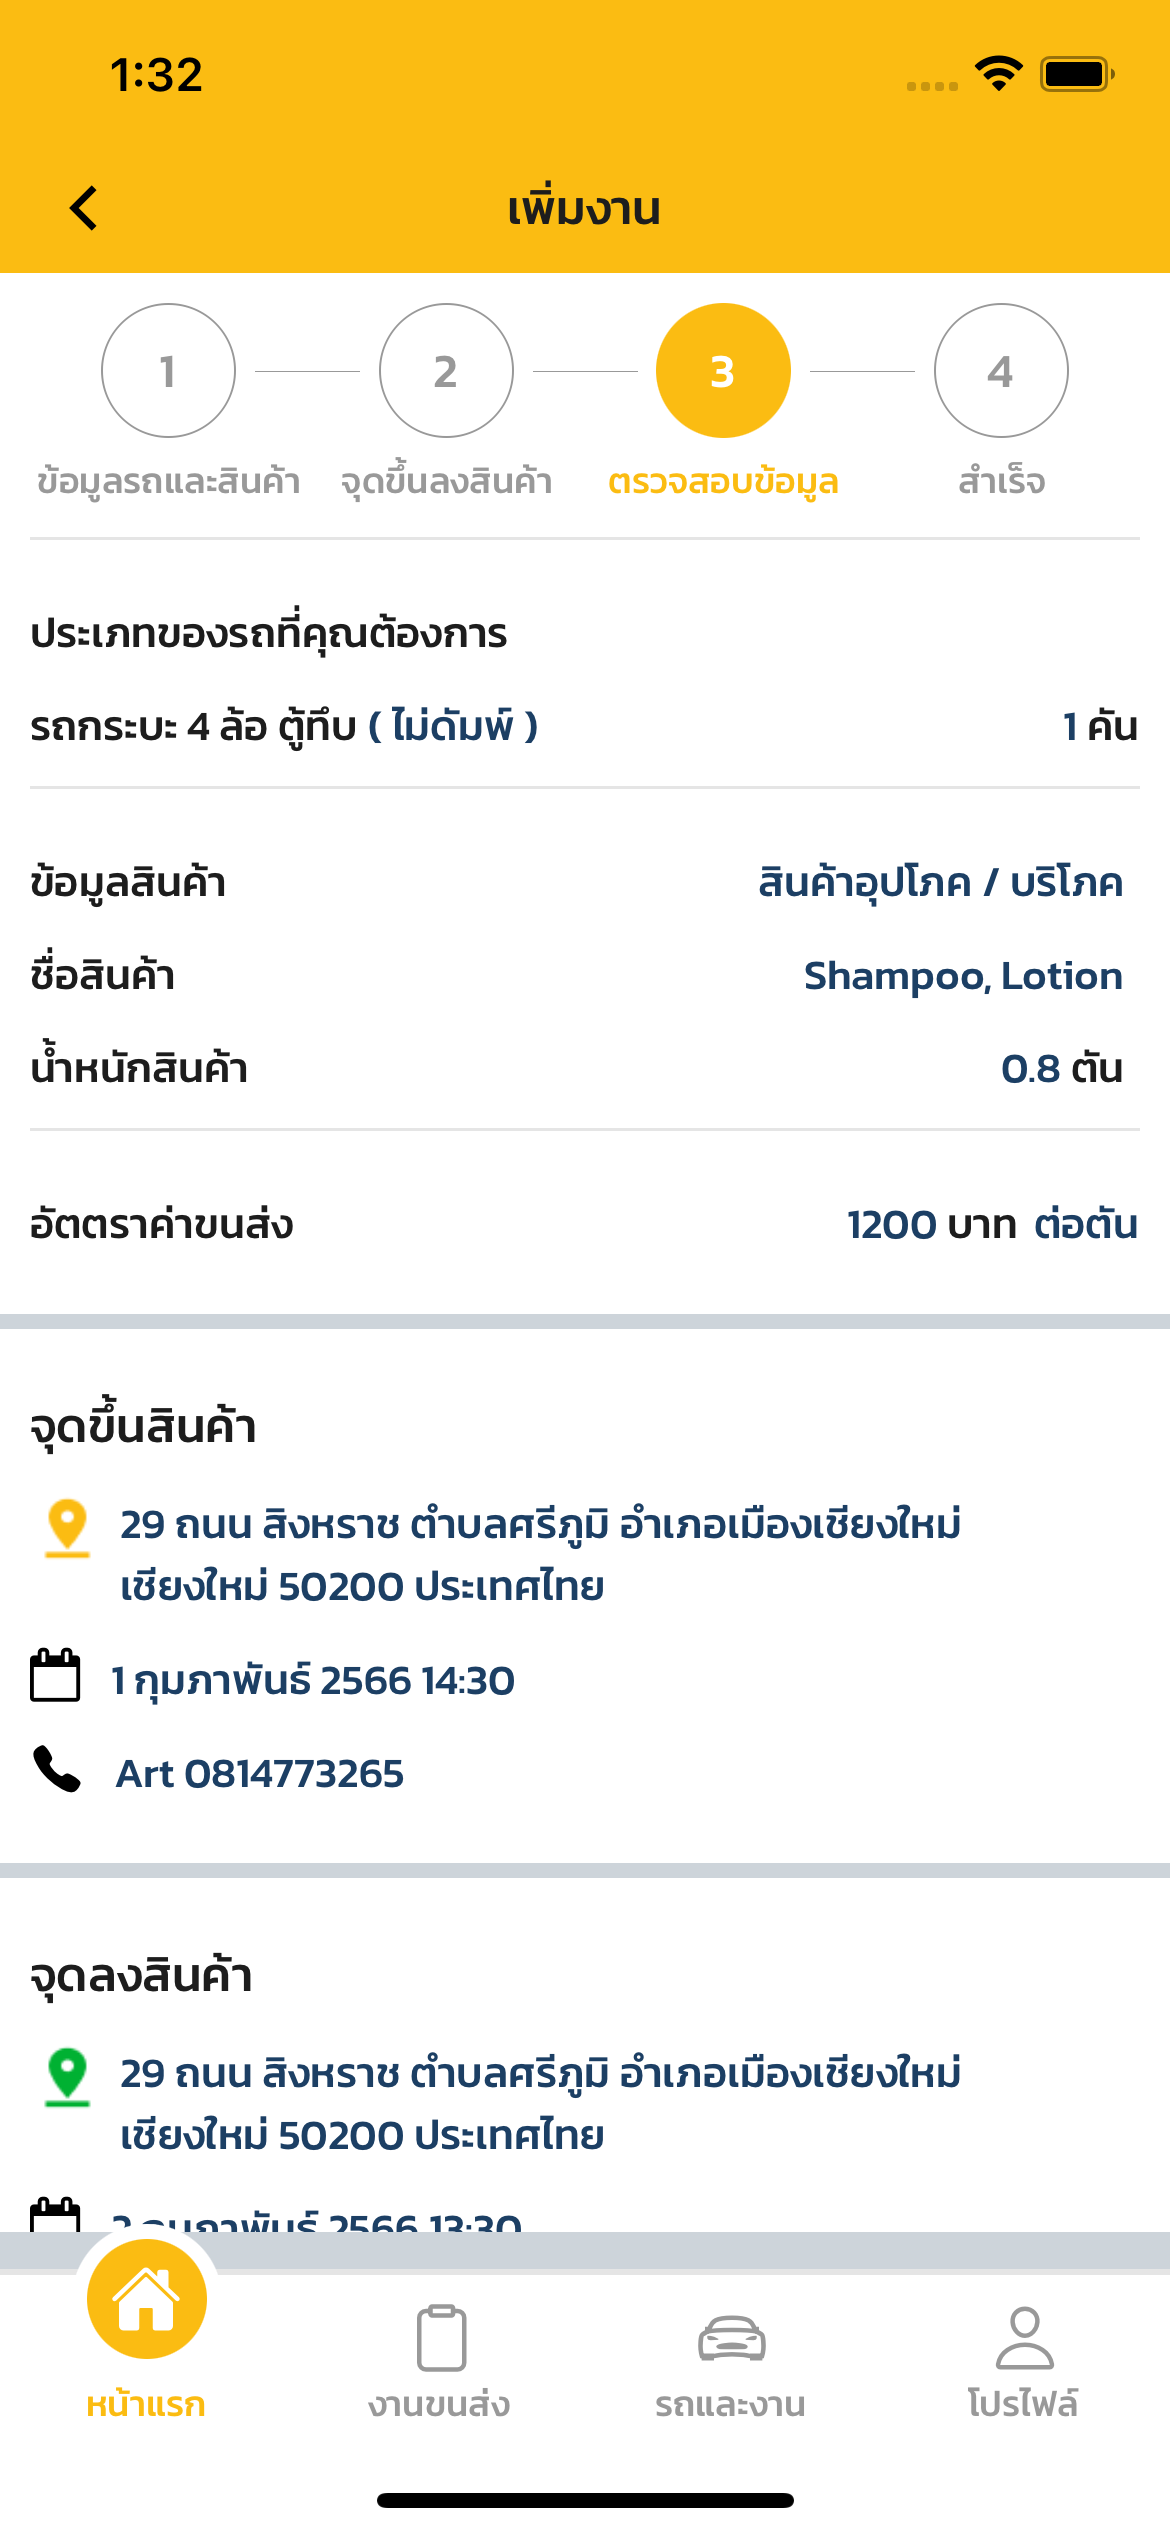 1:32
เพิ่มงาน
1 2 3 4
ข้อมูลรถและสินค้า จุดขึ้นลงสินค้า ตรวจสอบข้อมูล สำเร็จ
ประเภทของรถที่คุณต้องการ
รถกระบะ 4 ล้อ ตู้ทึบ ( ไม่ดัมพ์ ) 1 คัน
ข้อมูลสินค้า สินค้าอุปโภค / บริโภค
ชื่อสินค้า Shampoo, Lotion
น้ำหนักสินค้า 0.8 ตัน
อัตตราค่าขนส่ง 1200 บาท ต่อตัน
จุดขึ้นสินค้า
29 ถนน สิงหราช ตำบลศรีภูมิ อำเภอเมืองเชียงใหม่
เชียงใหม่ 50200 ประเทศไทย
1 กุมภาพันธ์ 2566 14:30
Art 0814773265
จุดลงสินค้า
29 ถนน สิงหราช ตำบลศรีภูมิ อำเภอเมืองเชียงใหม่
เชียงใหม่ 50200 ประเทศไทย
กุมภาพันธ์ 2566 13:30
หน้าแรก งานขนส่ง รถและงาน โปรไฟล์